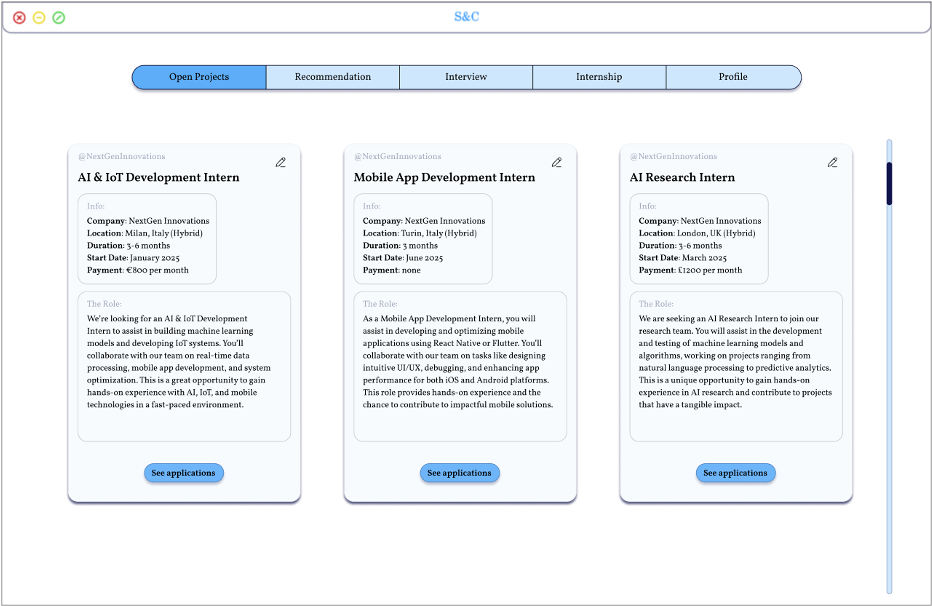 S&C
Open Projects
Recommendation
Interview
Internship
Profile
@NextGenInnovations
AI & IoT Development Intern
Info:
Company: NextGen Innovations
Location: Milan, Italy (Hybrid)
Duration: 3-6 months
Start Date: January 2025
Payment: €800 per month
The Role:
We're looking for an AI & IoT Development
Intern to assist in building machine learning
models and developing IoT systems. You'll
collaborate with our team on real-time data
processing, mobile app development, and system
optimization. This is a great opportunity to gain
hands-on experience with AI, IoT, and mobile
technologies in a fast-paced environment.
See applications
@NextGenInnovations
Mobile App Development Intern
Info:
Company: NextGen Innovations
Location: Turin, Italy (Hybrid)
Duration: 3 months
Start Date: June 2025
Payment: none
The Role:
As a Mobile App Development Intern, you will
assist in developing and optimizing mobile
applications using React Native or Flutter. You'll
collaborate with our team on tasks like designing
intuitive UI/UX, debugging, and enhancing app
performance for both iOS and Android platforms.
This role provides hands-on experience and the
chance to contribute to impactful mobile solutions.
See applications
@NextGenInnovations
AI Research Intern
Info:
Company: NextGen Innovations
Location: London, UK (Hybrid)
Duration: 3-6 months
Start Date: March 2025
Payment: £1200 per month
The Role:
We are seeking an AI Research Intern to join our
research team. You will assist in the development
and testing of machine learning models and
algorithms, working on projects ranging from
natural language processing to predictive analytics.
This is a unique opportunity to gain hands-on
experience in AI research and contribute to projects
that have a tangible impact.
See applications